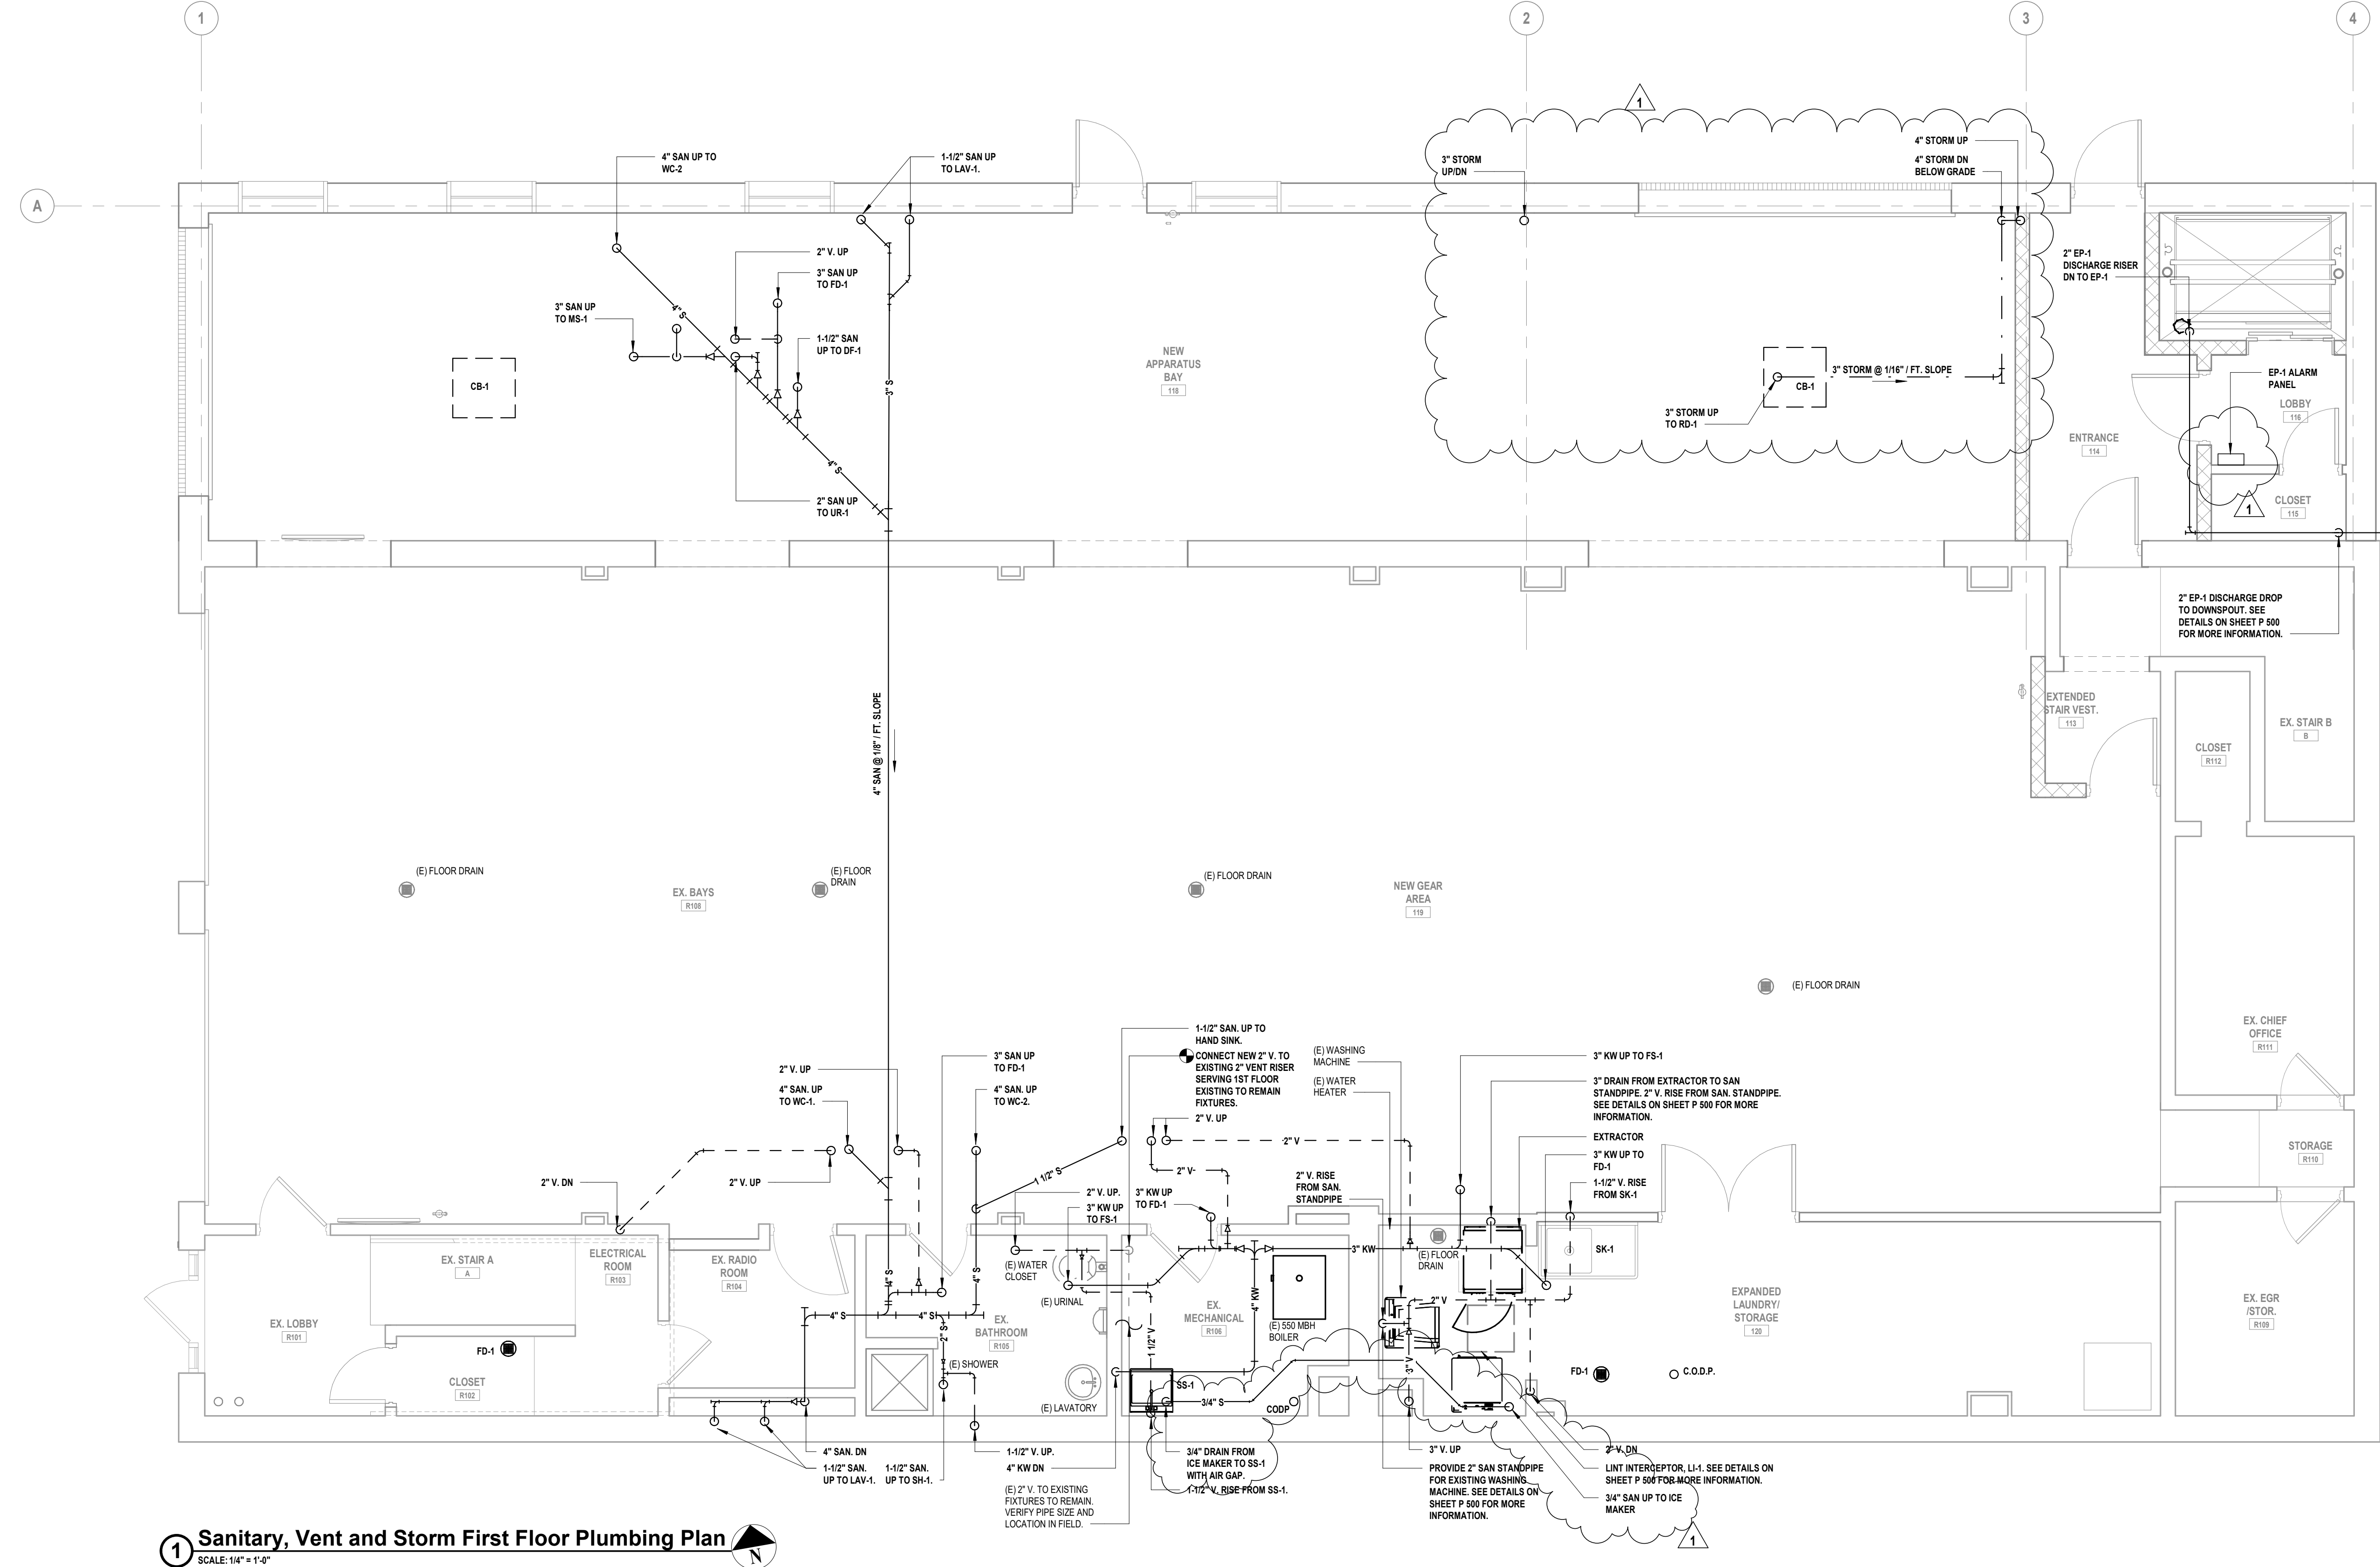 1
2
3
4
A
1
4" SAN UP TO
WC-2
1-1/2" SAN UP
TO LAV-1.
3" STORM
UP/DN
4" STORM UP
4" STORM DN
BELOW GRADE
2" V. UP
3" SAN UP
TO FD-1
3" SAN UP
TO MS-1
1-1/2" SAN
UP TO DF-1
4" S
3" S
4" S
2" SAN UP
TO UR-1
CB-1
NEW
APPARATUS
BAY
118
3" STORM @ 1/16" / FT. SLOPE
CB-1
3" STORM UP
TO RD-1
2" EP-1
DISCHARGE RISER
DN TO EP-1
EP-1 ALARM
PANEL
LOBBY
116
ENTRANCE
114
CLOSET
115
1
2" EP-1 DISCHARGE DROP
TO DOWNSPOUT. SEE
DETAILS ON SHEET P 500
FOR MORE INFORMATION.
4" SAN @ 1/8" / FT. SLOPE
EXTENDED
STAIR VEST.
113
EX. STAIR B
B
CLOSET
R112
(E) FLOOR DRAIN
EX. BAYS
R108
(E) FLOOR
DRAIN
(E) FLOOR DRAIN
NEW GEAR
AREA
119
(E) FLOOR DRAIN
EX. CHIEF
OFFICE
R111
STORAGE
R110
EX. EGR
/STOR.
R109
2" V. UP
4" SAN. UP
TO WC-1.
3" SAN UP
TO FD-1
4" SAN. UP
TO WC-2.
1-1/2" SAN. UP TO
HAND SINK.
CONNECT NEW 2" V. TO
EXISTING 2" VENT RISER
SERVING 1ST FLOOR
EXISTING TO REMAIN
FIXTURES.
2" V. UP
(E) WASHING
MACHINE
(E) WATER
HEATER
3" KW UP TO FS-1
3" DRAIN FROM EXTRACTOR TO SAN
STANDPIPE. 2" V. RISE FROM SAN. STANDPIPE.
SEE DETAILS ON SHEET P 500 FOR MORE
INFORMATION.
EXTRACTOR
3" KW UP TO
FD-1
1-1/2" V. RISE
FROM SK-1
2" V. DN
2" V. UP
1 1/2" S
2" V
2" V
2" V. UP.
3" KW UP
TO FS-1
3" KW UP
TO FD-1
2" V. RISE
FROM SAN.
STANDPIPE
EX. STAIR A
A
ELECTRICAL
ROOM
R103
EX. RADIO
ROOM
R104
4" S
4" S
(E) WATER
CLOSET
(E) URINAL
3" KW
(E) FLOOR
DRAIN
SK-1
EX. LOBBY
R101
FD-1
CLOSET
R102
4" S
4" S
2" S
EX.
BATHROOM
R105
(E) SHOWER
(E) LAVATORY
1 1/2" V
EX.
MECHANICAL
R106
4" KW
(E) 550 MBH
BOILER
2" V
3" V
EXPANDED
LAUNDRY/
STORAGE
120
FD-1
C.O.D.P.
SS-1
3/4" S
CODP
4" SAN. DN
1-1/2" SAN.
UP TO LAV-1.
1-1/2" SAN.
UP TO SH-1.
1-1/2" V. UP.
4" KW DN
(E) 2" V. TO EXISTING
FIXTURES TO REMAIN.
VERIFY PIPE SIZE AND
LOCATION IN FIELD.
3/4" DRAIN FROM
ICE MAKER TO SS-1
WITH AIR GAP.
1-1/2" V. RISE FROM SS-1.
3" V. UP
PROVIDE 2" SAN STANDPIPE
FOR EXISTING WASHING
MACHINE. SEE DETAILS ON
SHEET P 500 FOR MORE
INFORMATION.
2" V. DN
LINT INTERCEPTOR, LI-1. SEE DETAILS ON
SHEET P 500 FOR MORE INFORMATION.
3/4" SAN UP TO ICE
MAKER
1
1 Sanitary, Vent and Storm First Floor Plumbing Plan
N
SCALE: 1/4" = 1'-0"